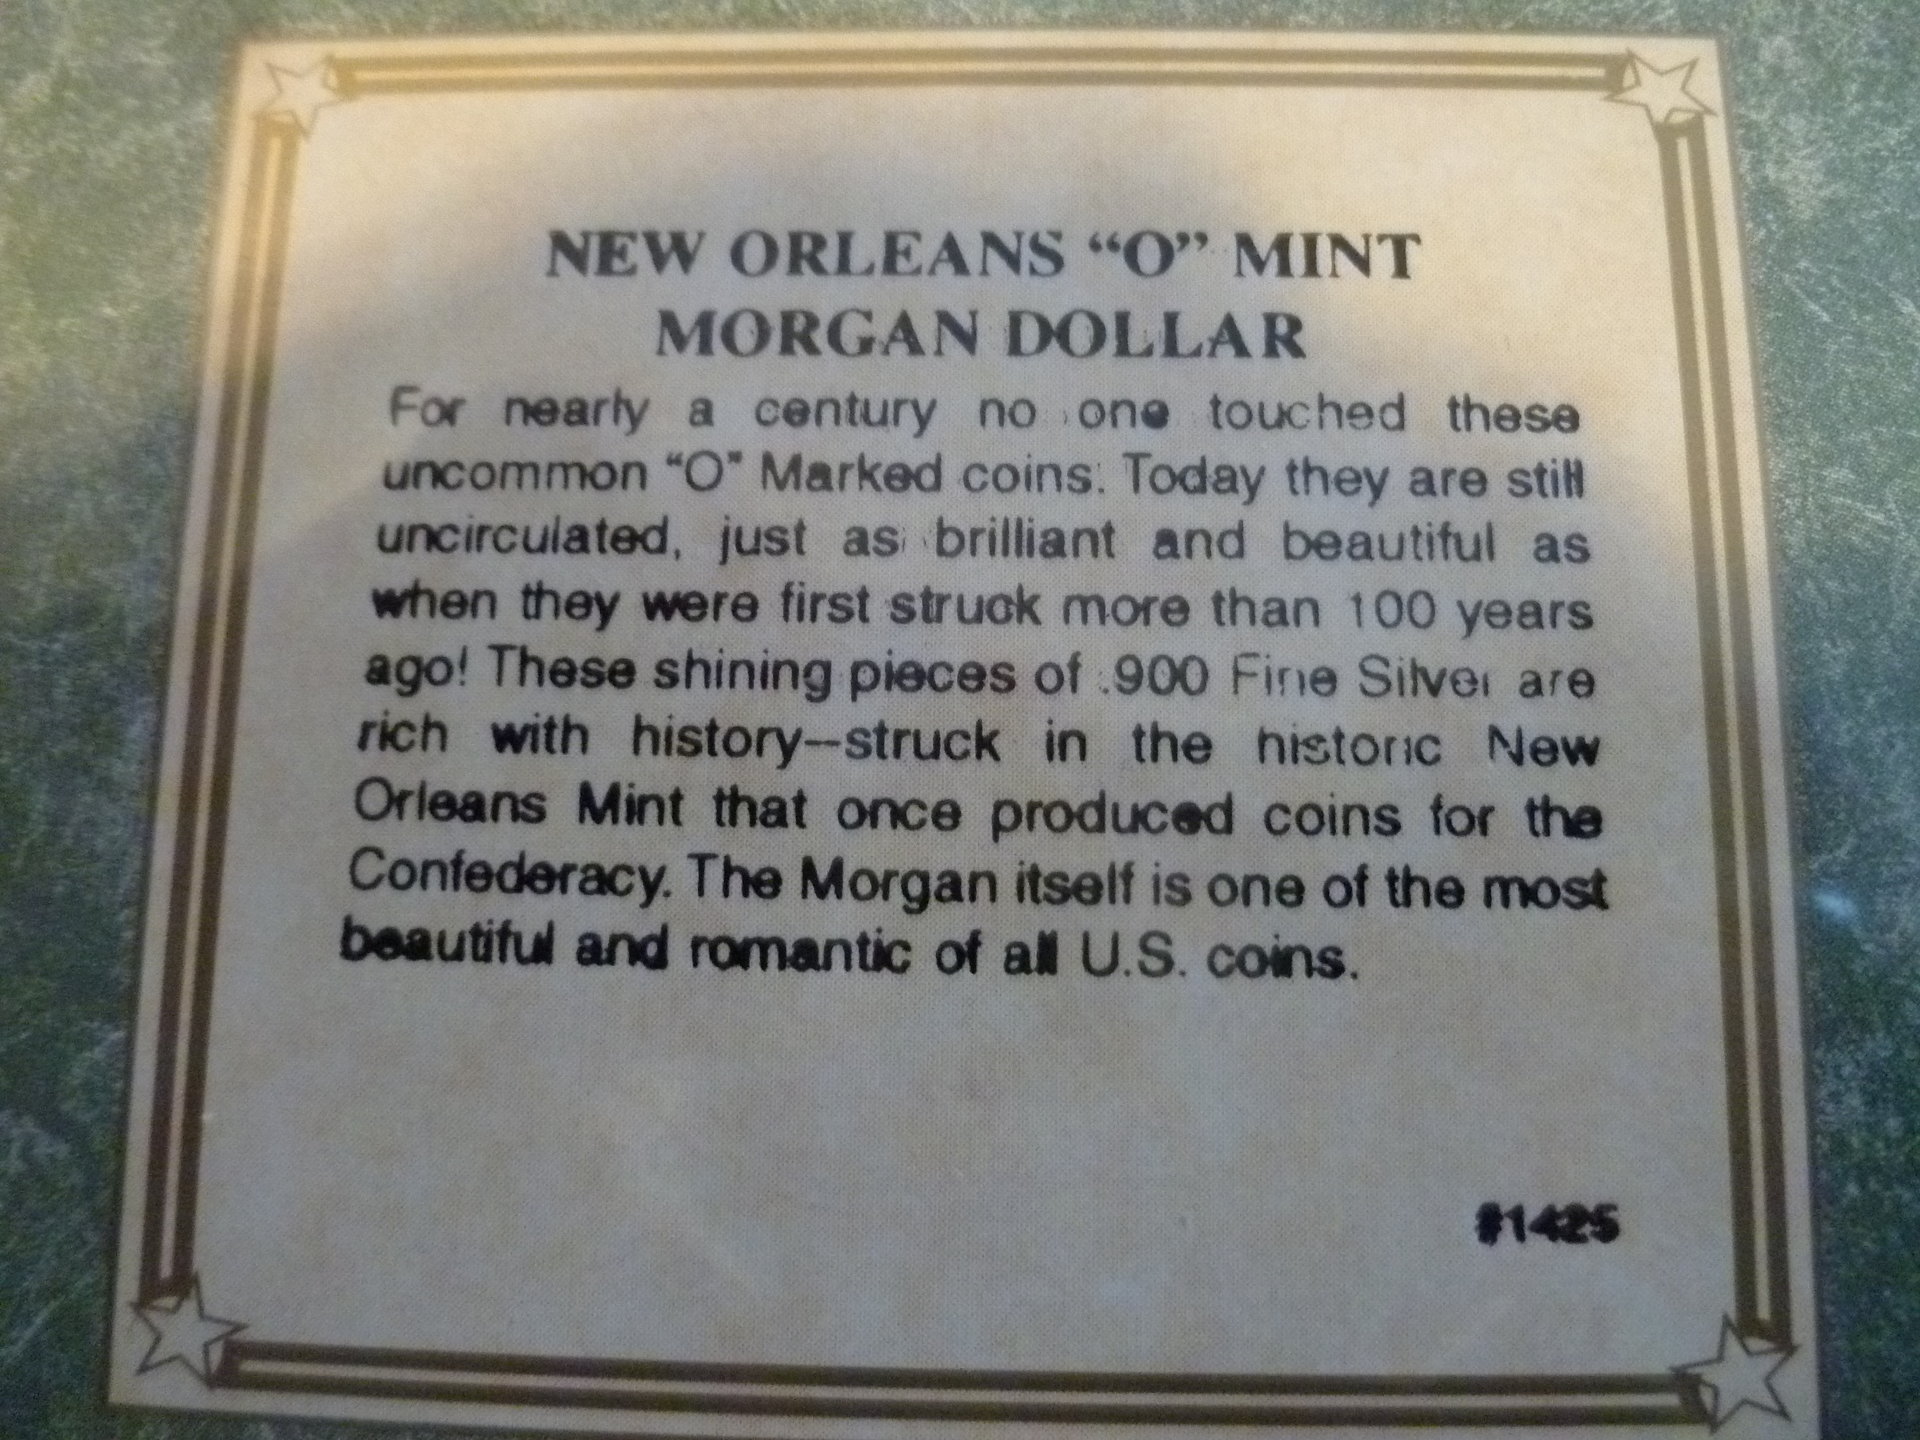 NEW ORLEANS “O” MINT
MORGAN DOLLAR
For nearly a century no one touched these
uncommon “O” Marked coins. Today they are still
uncirculated, just as brilliant and beautiful as
when they were first struck more than 100 years
ago! These shining pieces of .900 Fine Silver are
rich with history—struck in the historic New
Orleans Mint that once produced coins for the
Confederacy. The Morgan itself is one of the most
beautiful and romantic of all U.S. coins.
#1425